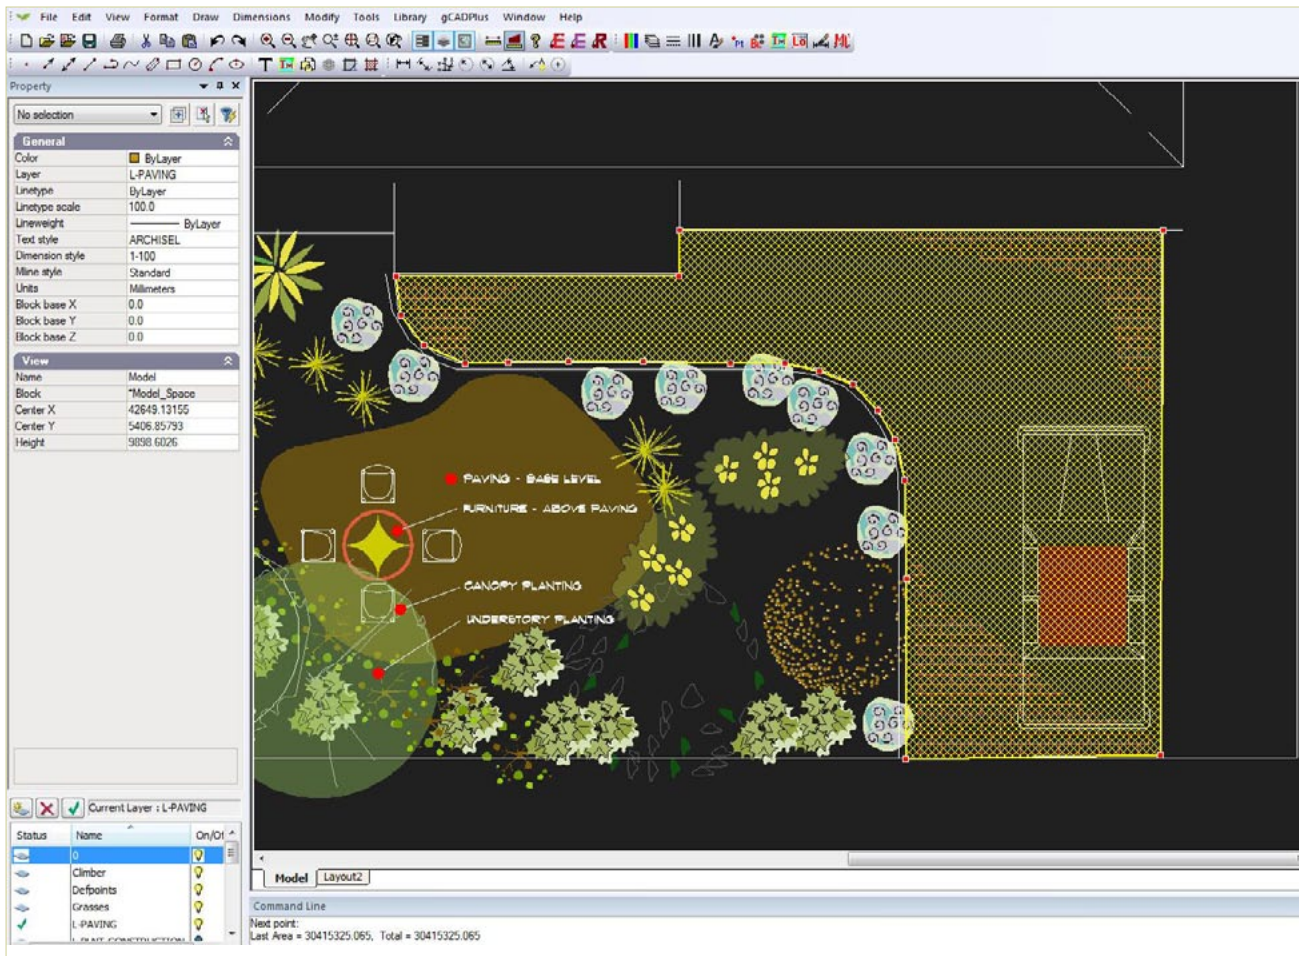 File Edit View Format Draw Dimensions Modify Tools Library gCADPlus Window Help
Property
No selection
General
Color ByLayer
Layer L-PAVING
Linetype ByLayer
Linetype scale 100.0
Lineweight ByLayer
Text style ARCHISEL
Dimension style 1-100
Mline style Standard
Units Millimeters
Block base X 0.0
Block base Y 0.0
Block base Z 0.0
View
Name Model
Block *Model_Space
Center X 42649.13155
Center Y 5406.85793
Height 9898.6026
PAVING - BASE LEVEL
FURNITURE - ABOVE PAVING
CANOPY PLANTING
UNDERSTORY PLANTING
Current Layer : L-PAVING
Status Name On/Of
0
Climber
Defpoints
Grasses
L-PAVING
Model Layout2
Command Line
Next point:
Last Area = 30415325.065, Total = 30415325.065